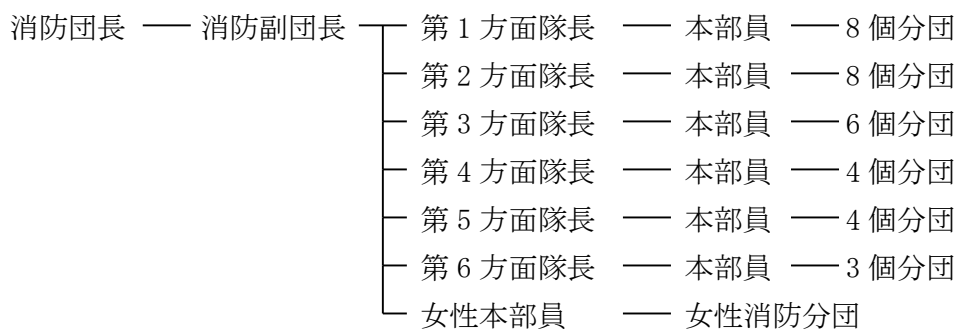 消防団長 消防副団長 第1方面隊長 本部員 8個分団
第2方面隊長 本部員 8個分団
第3方面隊長 本部員 6個分団
第4方面隊長 本部員 4個分団
第5方面隊長 本部員 4個分団
第6方面隊長 本部員 3個分団
女性本部員 女性消防分団